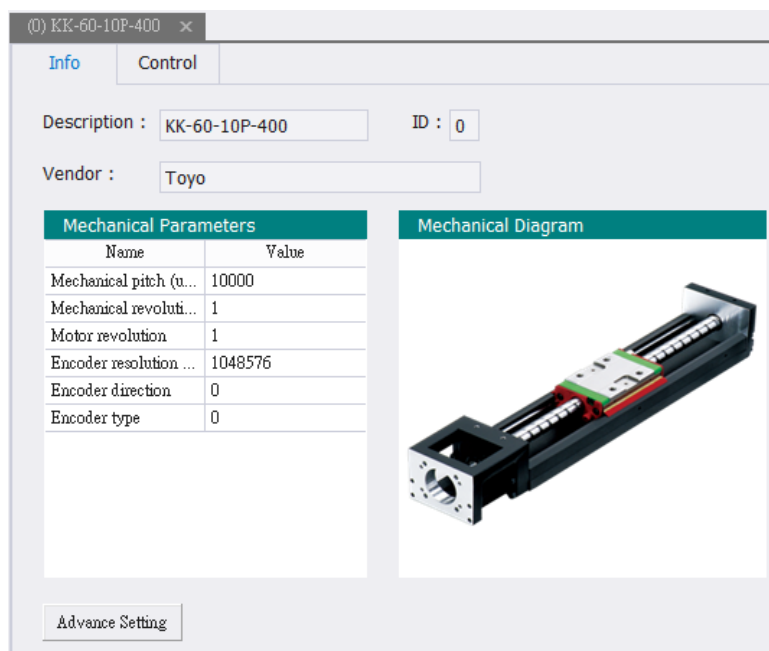 (0) KK-60-10P-400 ×
Info Control
Description : KK-60-10P-400 ID : 0
Vendor : Toyo
Mechanical Parameters Mechanical Diagram
Name Value
Mechanical pitch (u... 10000
Mechanical revoluti... 1
Motor revolution 1
Encoder resolution ... 1048576
Encoder direction 0
Encoder type 0
Advance Setting